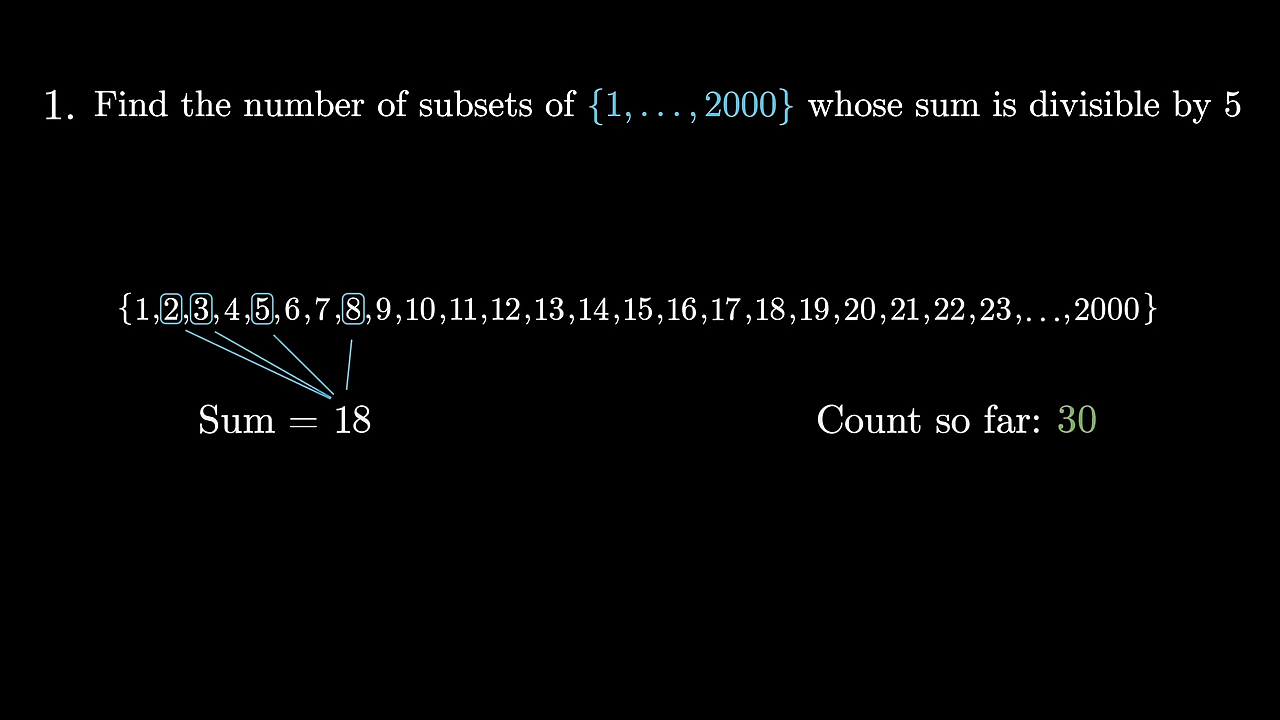 1. Find the number of subsets of {1, . . . , 2000} whose sum is divisible by 5
{1,2,3,4,5,6,7,8,9,10,11,12,13,14,15,16,17,18,19,20,21,22,23,. . .,2000}
Sum = 18
Count so far: 30